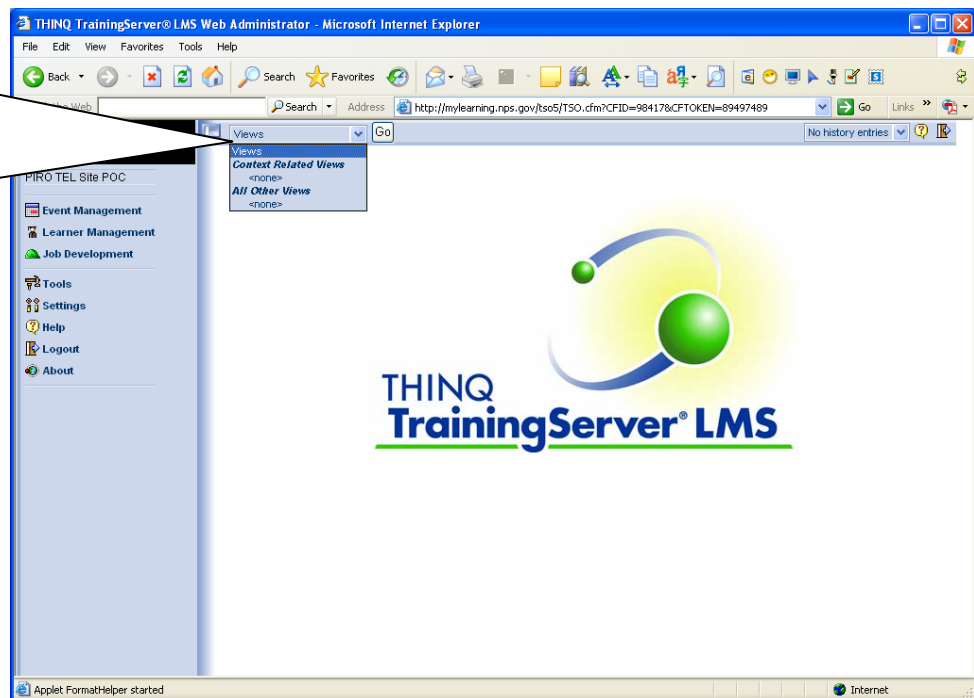 THINQ TrainingServer® LMS Web Administrator - Microsoft Internet Explorer
File Edit View Favorites Tools Help
Back Search Favorites
the Web Search Address http://mylearning.nps.gov/tso5/TSO.cfm?CFID=98417&CFTOKEN=89497489 Go Links »
Views Go No history entries
Views
Context Related Views
<none>
All Other Views
<none>
PIRO TEL Site POC
Event Management
Learner Management
Job Development
Tools
Settings
Help
Logout
About
THINQ
TrainingServer® LMS
Applet FormatHelper started Internet